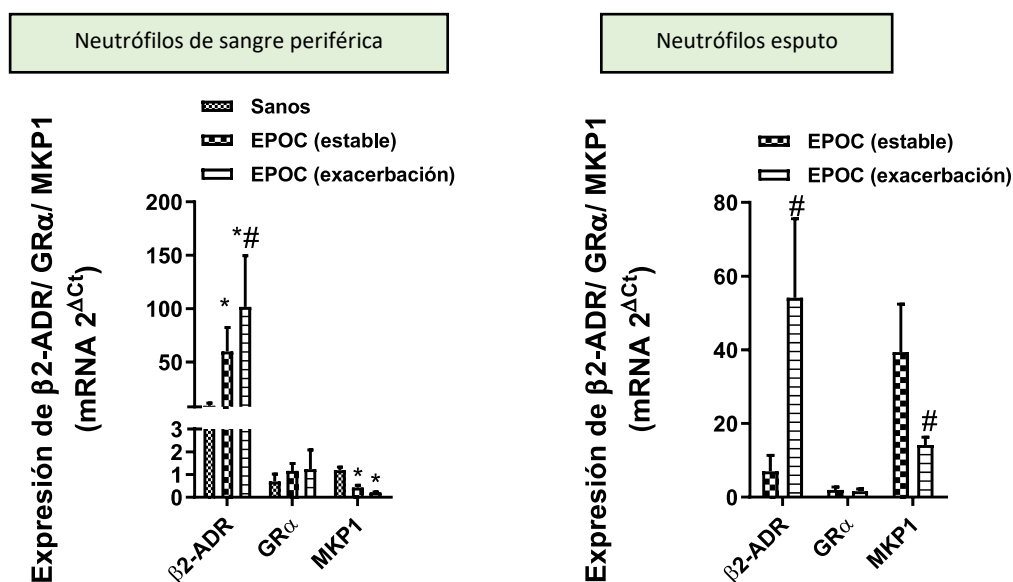 Neutrófilos de sangre periférica
Sanos
EPOC (estable)
EPOC (exacerbación)
Expresión de β2-ADR/ GRα/ MKP1
(mRNA 2^ΔCt)
200
150
100
50
3
2
1
0
*
*#
*
*
β2-ADR
GRα
MKP1
Neutrófilos esputo
EPOC (estable)
EPOC (exacerbación)
Expresión de β2-ADR/ GRα/ MKP1
(mRNA 2^ΔCt)
80
60
40
20
0
#
#
β2-ADR
GRα
MKP1